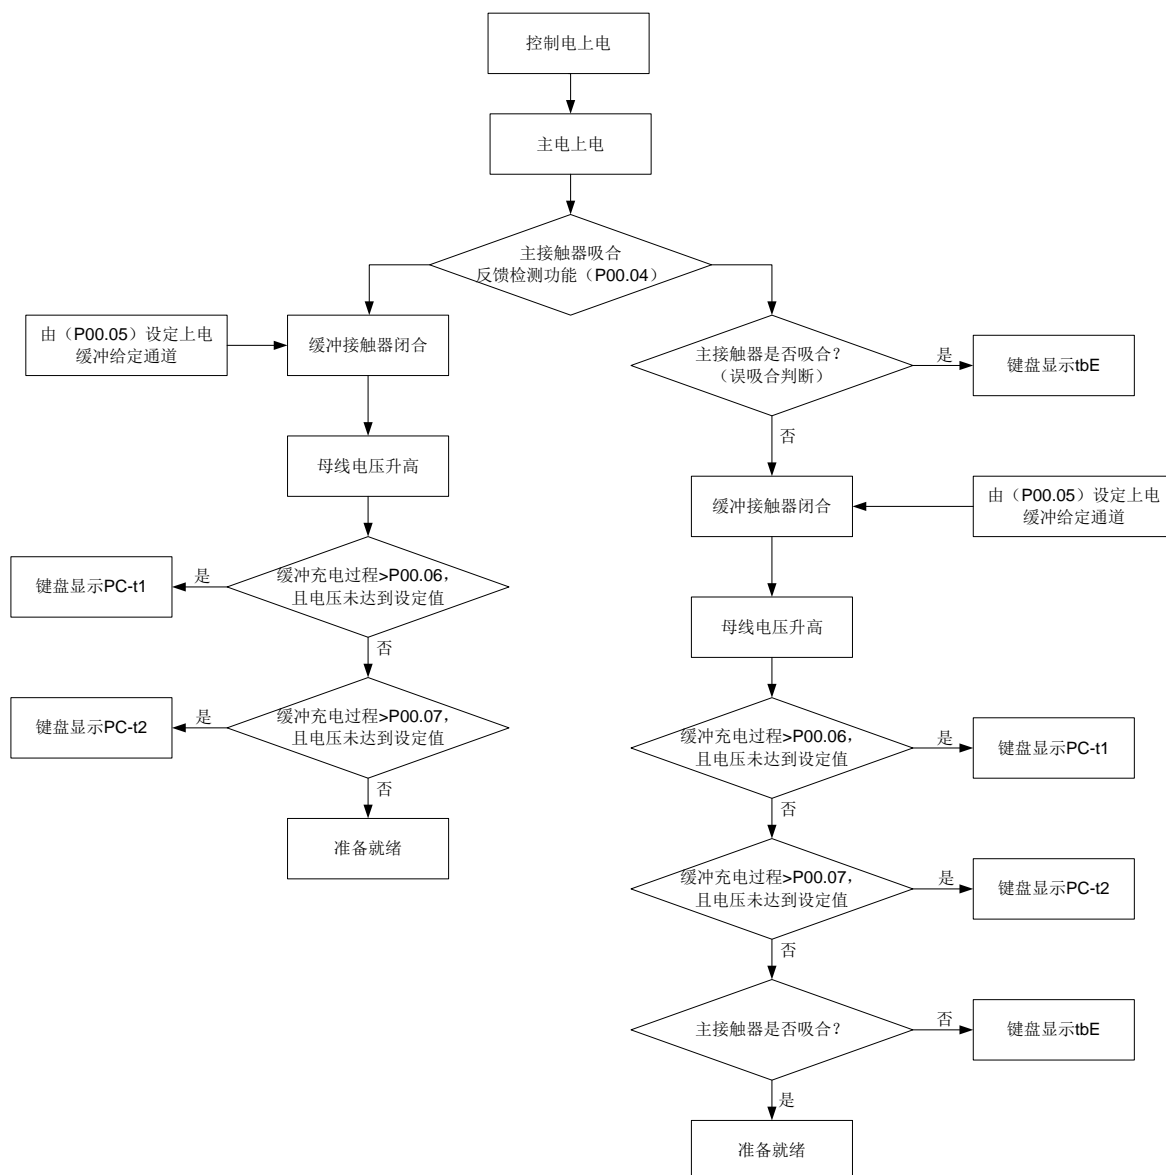 控制电上电
主电上电
主接触器吸合
反馈检测功能（P00.04）
由（P00.05）设定上电
缓冲给定通道
缓冲接触器闭合
主接触器是否吸合？
（误吸合判断）
是
键盘显示tbE
否
母线电压升高
缓冲接触器闭合
由（P00.05）设定上电
缓冲给定通道
键盘显示PC-t1
是
缓冲充电过程>P00.06，
且电压未达到设定值
否
母线电压升高
键盘显示PC-t2
是
缓冲充电过程>P00.07，
且电压未达到设定值
否
缓冲充电过程>P00.06，
且电压未达到设定值
是
键盘显示PC-t1
否
准备就绪
缓冲充电过程>P00.07，
且电压未达到设定值
是
键盘显示PC-t2
否
主接触器是否吸合？
否
键盘显示tbE
是
准备就绪